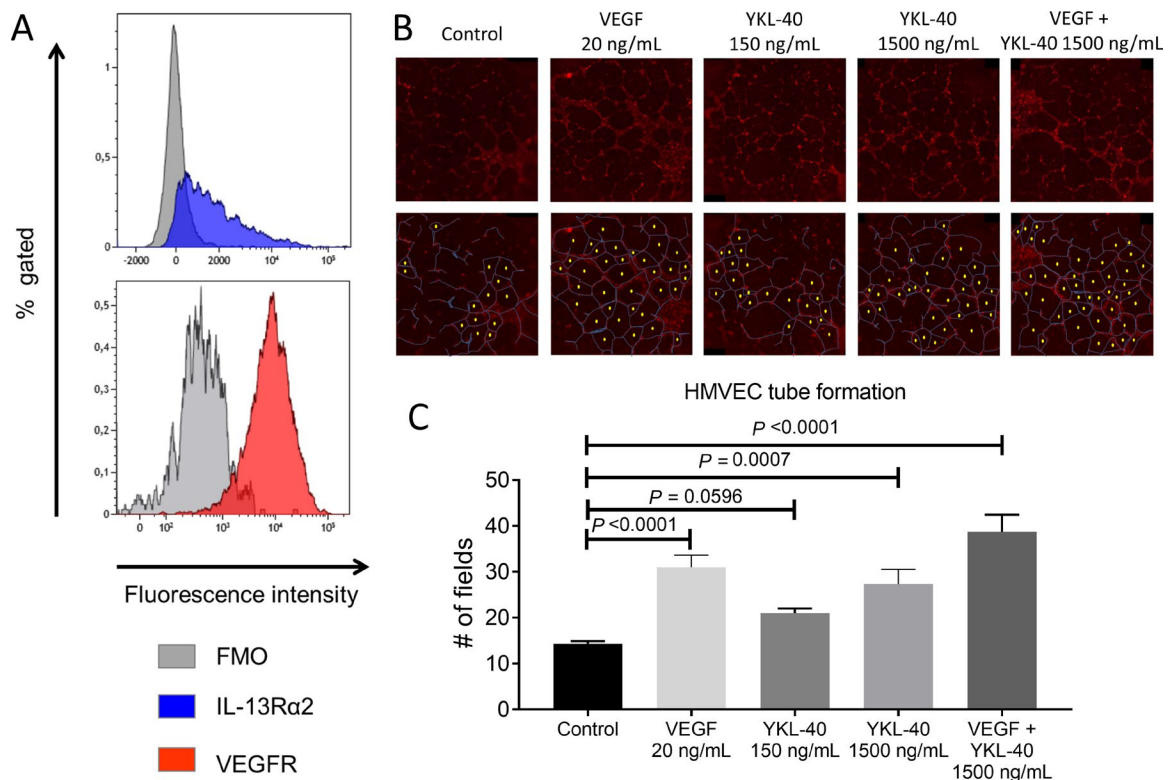 A
% gated
1
0,5
0
-2000
0
2000
10⁴
10⁵
0,5
0,4
0,3
0,2
0,1
0
0
10²
10³
10⁴
10⁵
Fluorescence intensity
FMO
IL-13Rα2
VEGFR
B
Control
VEGF
20 ng/mL
YKL-40
150 ng/mL
YKL-40
1500 ng/mL
VEGF +
YKL-40 1500 ng/mL
C
HMVEC tube formation
P <0.0001
P = 0.0007
P = 0.0596
P <0.0001
# of fields
50
40
30
20
10
0
Control
VEGF
20 ng/mL
YKL-40
150 ng/mL
YKL-40
1500 ng/mL
VEGF +
YKL-40
1500 ng/mL